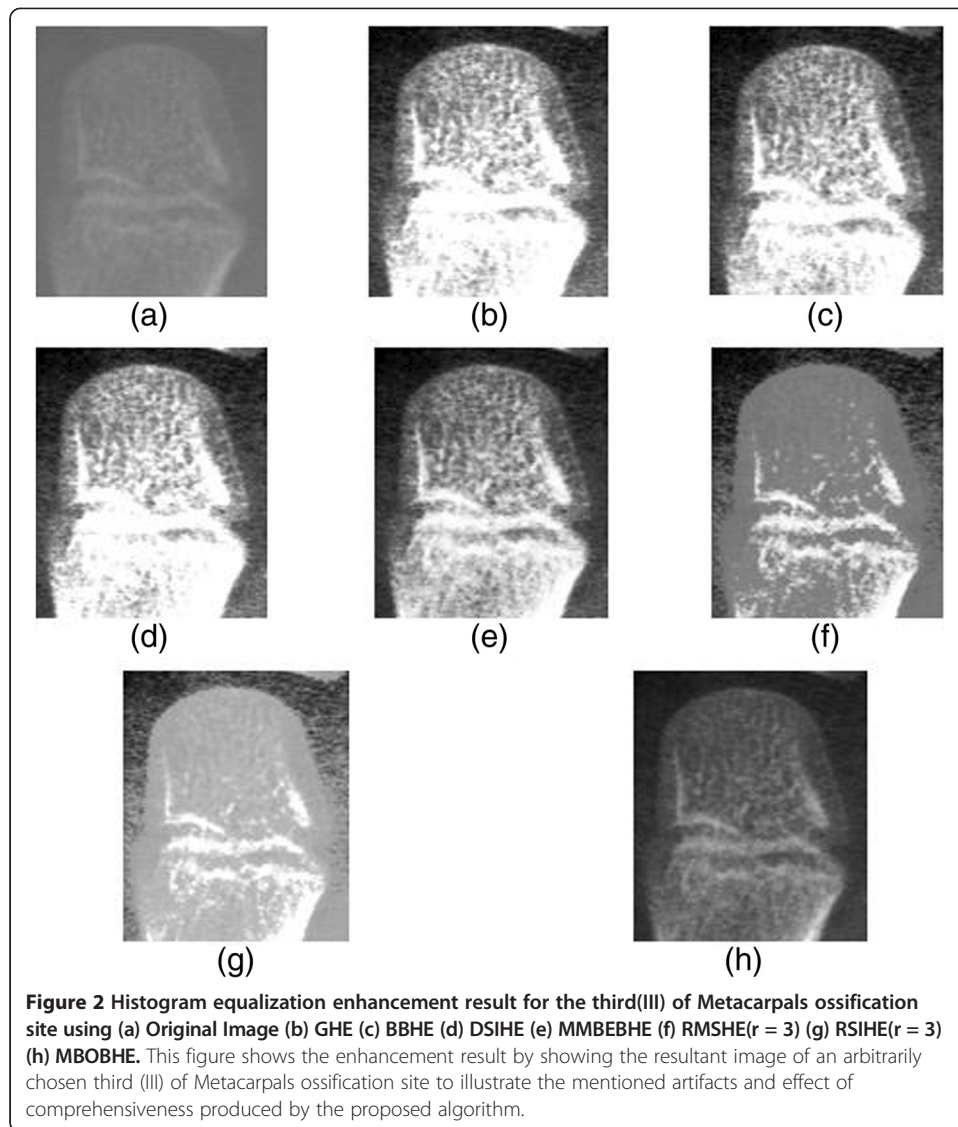 (a)
(b)
(c)
(d)
(e)
(f)
(g)
(h)
Figure 2 Histogram equalization enhancement result for the third(III) of Metacarpals ossification
site using (a) Original Image (b) GHE (c) BBHE (d) DSIHE (e) MMBEBHE (f) RMSHE(r = 3) (g) RSIHE(r = 3)
(h) MBOBHE. This figure shows the enhancement result by showing the resultant image of an arbitrarily
chosen third (III) of Metacarpals ossification site to illustrate the mentioned artifacts and effect of
comprehensiveness produced by the proposed algorithm.